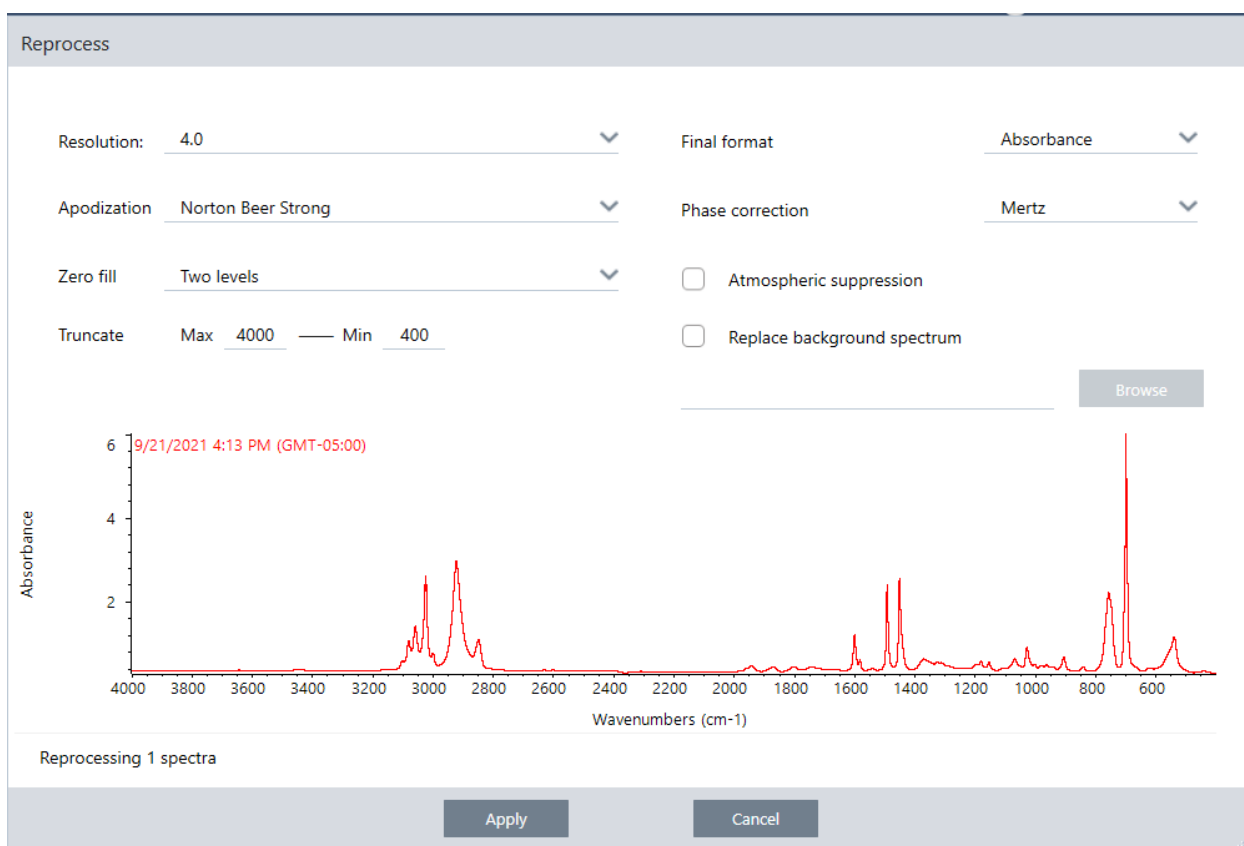 Reprocess
Resolution: 4.0 Final format Absorbance
Apodization Norton Beer Strong Phase correction Mertz
Zero fill Two levels Atmospheric suppression
Truncate Max 4000 Min 400 Replace background spectrum
Browse
6 9/21/2021 4:13 PM (GMT-05:00)
4
Absorbance
2
4000 3800 3600 3400 3200 3000 2800 2600 2400 2200 2000 1800 1600 1400 1200 1000 800 600
Wavenumbers (cm-1)
Reprocessing 1 spectra
Apply Cancel